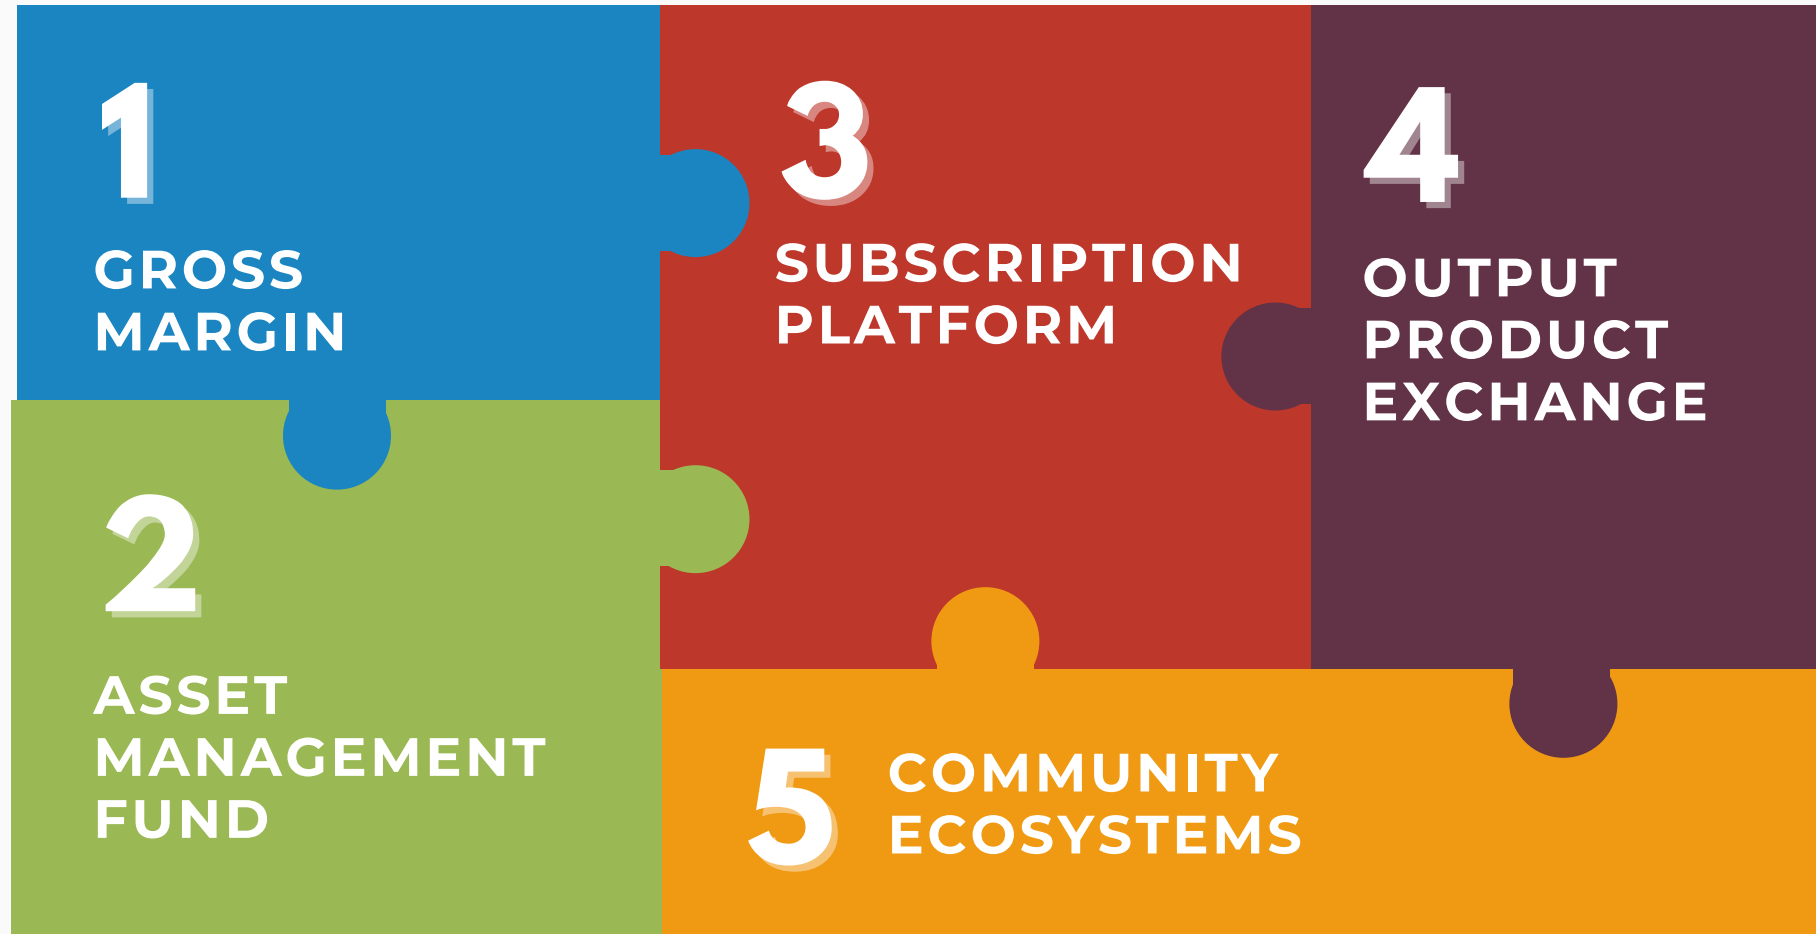 1
GROSS
MARGIN
2
ASSET
MANAGEMENT
FUND
3
SUBSCRIPTION
PLATFORM
4
OUTPUT
PRODUCT
EXCHANGE
5
COMMUNITY
ECOSYSTEMS